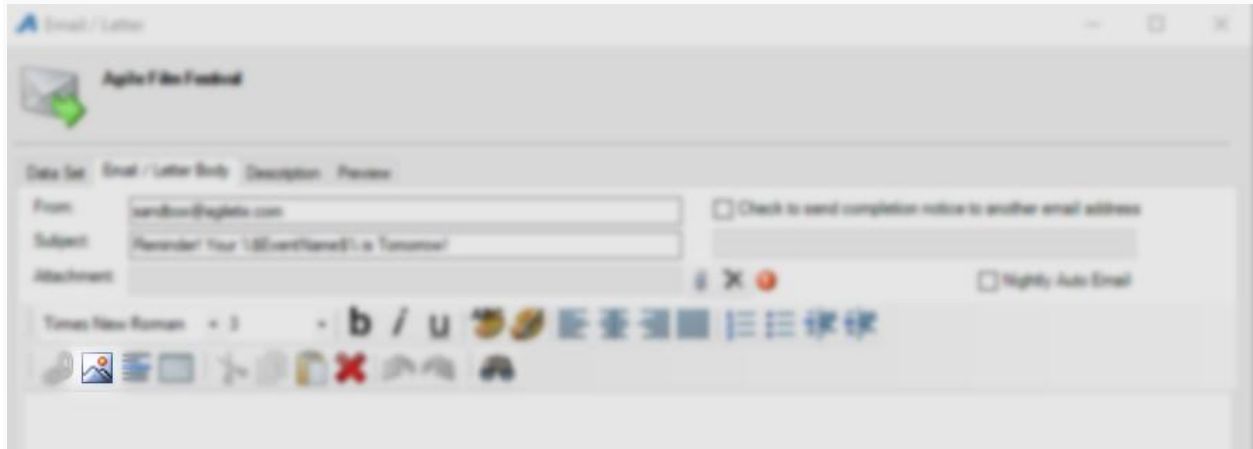 Email / Letter
Agile Film Festival
Data Set Email / Letter Body Description Preview
From: sandbox@agiletix.com Check to send completion notice to another email address
Subject: Reminder! Your \\$EventName$\\ is Tomorrow!
Attachment: Nightly Auto Email
Times New Roman 3 b i u